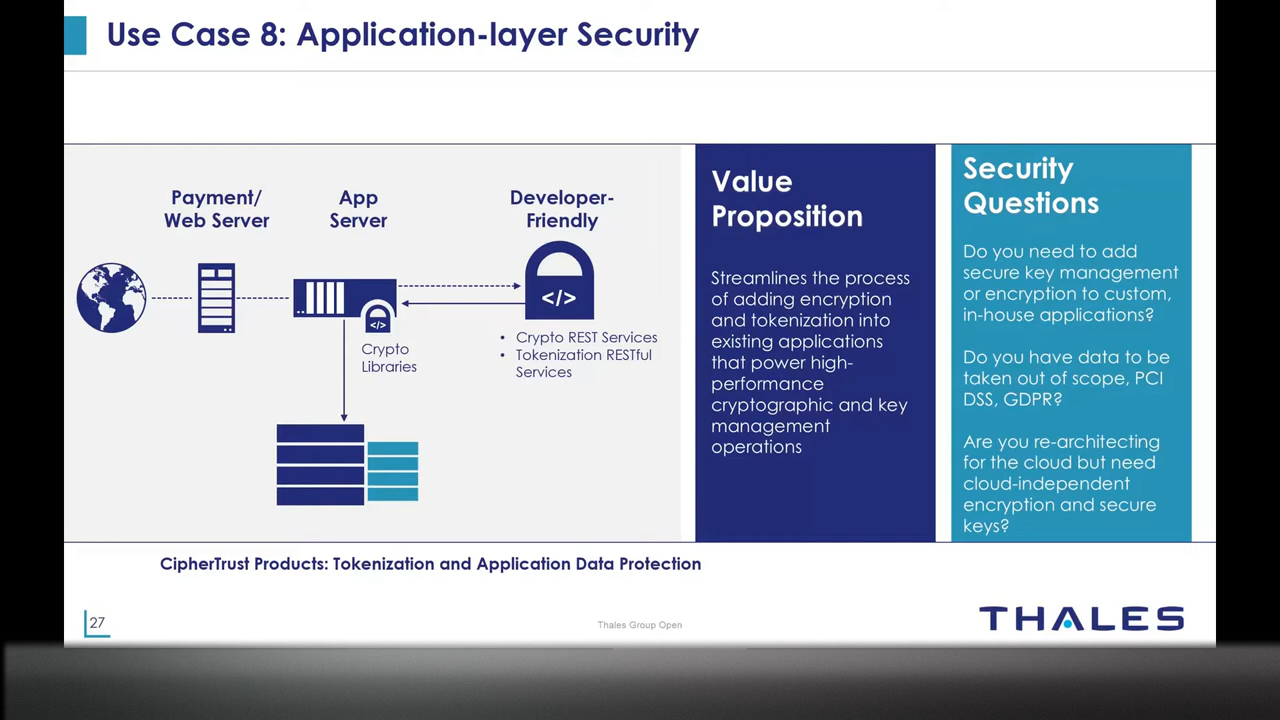 Use Case 8: Application-layer Security
Payment/
Web Server
App
Server
Developer-
Friendly
</>
</>
Crypto
Libraries
• Crypto REST Services
• Tokenization RESTful
Services
Value
Proposition
Streamlines the process
of adding encryption
and tokenization into
existing applications
that power high-
performance
cryptographic and key
management
operations
Security
Questions
Do you need to add
secure key management
or encryption to custom,
in-house applications?
Do you have data to be
taken out of scope, PCI
DSS, GDPR?
Are you re-architecting
for the cloud but need
cloud-independent
encryption and secure
keys?
CipherTrust Products: Tokenization and Application Data Protection
27
Thales Group Open
THALES